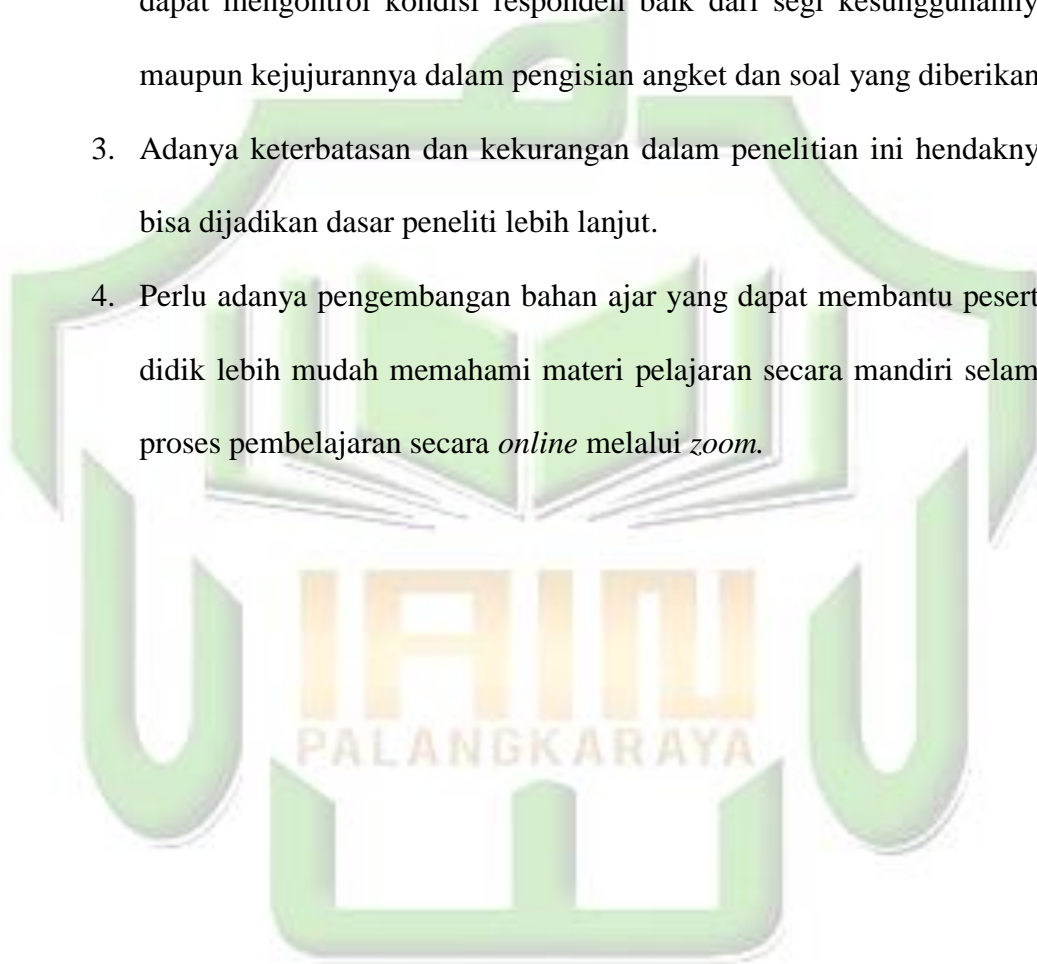 dapat mengontrol kondisi responden baik dari segi kesungguhanny
maupun kejujurannya dalam pengisian angket dan soal yang diberikan
3. Adanya keterbatasan dan kekurangan dalam penelitian ini hendakny
bisa dijadikan dasar peneliti lebih lanjut.
4. Perlu adanya pengembangan bahan ajar yang dapat membantu pesert
didik lebih mudah memahami materi pelajaran secara mandiri selam
proses pembelajaran secara online melalui zoom.
IAIN
PALANGKARAYA